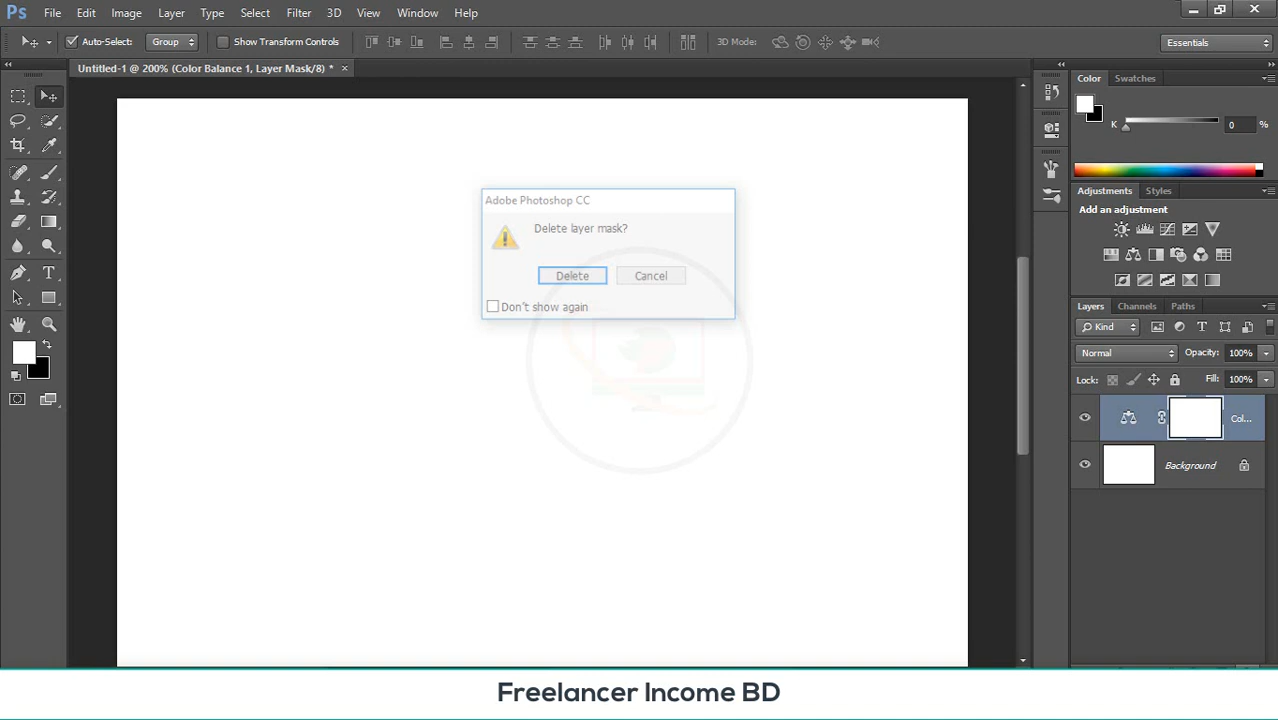 Ps File Edit Image Layer Type Select Filter 3D View Window Help
Auto-Select: Group Show Transform Controls 3D Mode: Essentials
Untitled-1 @ 200% (Color Balance 1, Layer Mask/8) *
Color Swatches
K 0 %
Adjustments Styles
Add an adjustment
Adobe Photoshop CC
Delete layer mask?
Delete Cancel
Don't show again
Layers Channels Paths
Kind
Normal Opacity: 100%
Lock: Fill: 100%
Col...
Background
Freelancer Income BD